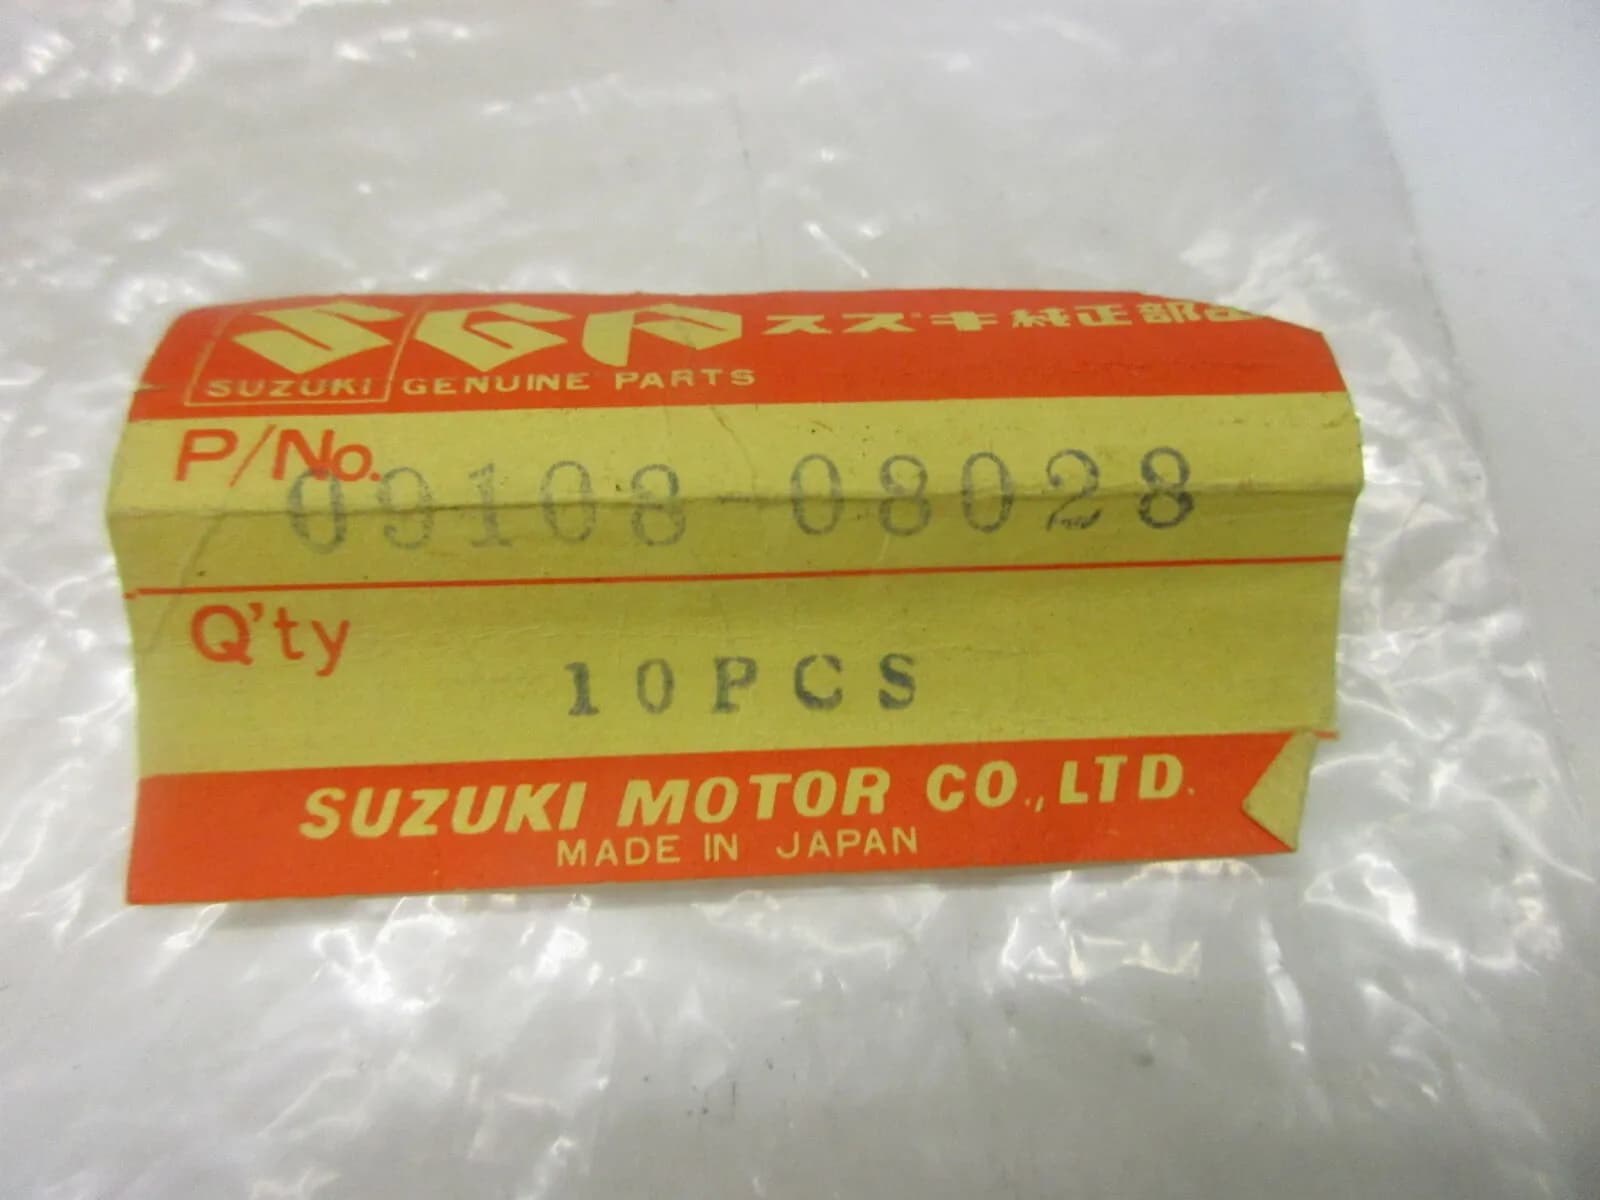 SGP スズキ純正部品
SUZUKI GENUINE PARTS
P/No.
09108-08028
Q'ty
10PCS
SUZUKI MOTOR CO.,LTD.
MADE IN JAPAN